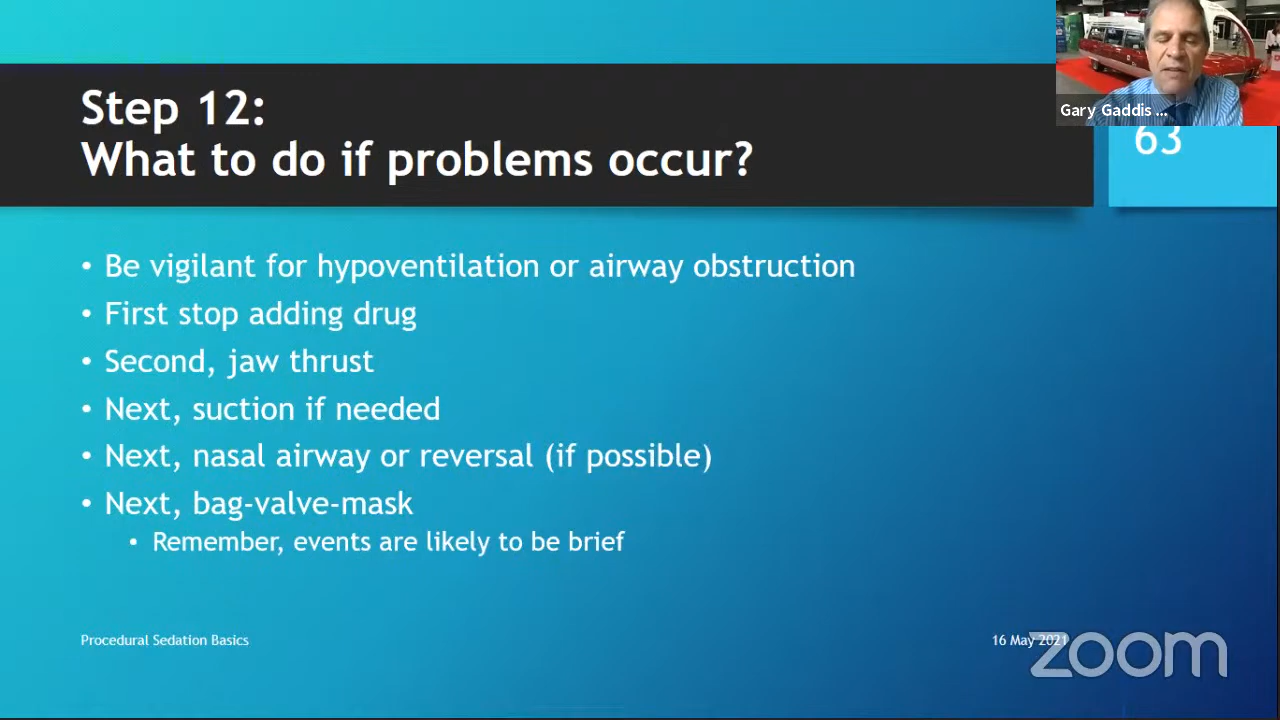 Step 12:
What to do if problems occur?
Gary Gaddis ...
63
• Be vigilant for hypoventilation or airway obstruction
• First stop adding drug
• Second, jaw thrust
• Next, suction if needed
• Next, nasal airway or reversal (if possible)
• Next, bag-valve-mask
• Remember, events are likely to be brief
Procedural Sedation Basics
16 May 2021
zoom